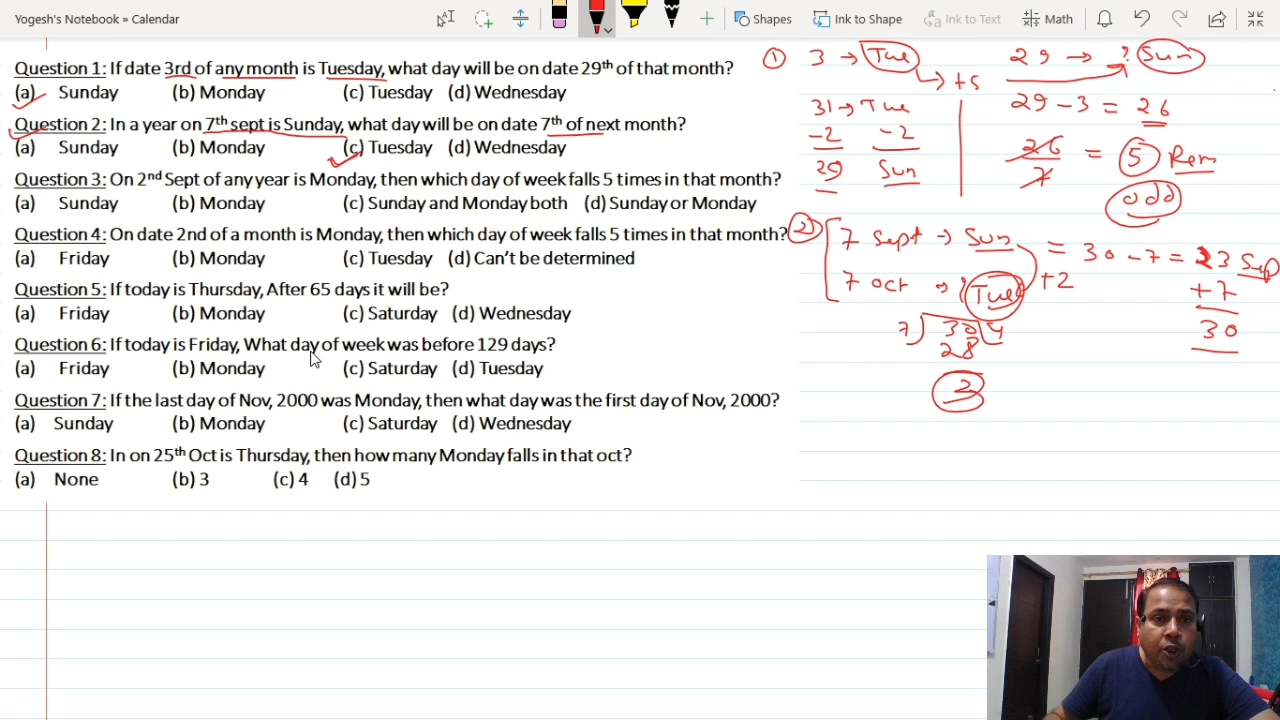 Yogesh's Notebook » Calendar
Shapes Ink to Shape Ink to Text Math
Question 1: If date 3rd of any month is Tuesday, what day will be on date 29th of that month?
(a) Sunday (b) Monday (c) Tuesday (d) Wednesday
Question 2: In a year on 7th sept is Sunday, what day will be on date 7th of next month?
(a) Sunday (b) Monday (c) Tuesday (d) Wednesday
Question 3: On 2nd Sept of any year is Monday, then which day of week falls 5 times in that month?
(a) Sunday (b) Monday (c) Sunday and Monday both (d) Sunday or Monday
Question 4: On date 2nd of a month is Monday, then which day of week falls 5 times in that month?
(a) Friday (b) Monday (c) Tuesday (d) Can't be determined
Question 5: If today is Thursday, After 65 days it will be?
(a) Friday (b) Monday (c) Saturday (d) Wednesday
Question 6: If today is Friday, What day of week was before 129 days?
(a) Friday (b) Monday (c) Saturday (d) Tuesday
Question 7: If the last day of Nov, 2000 was Monday, then what day was the first day of Nov, 2000?
(a) Sunday (b) Monday (c) Saturday (d) Wednesday
Question 8: In on 25th Oct is Thursday, then how many Monday falls in that oct?
(a) None (b) 3 (c) 4 (d) 5
① 3 → Tue
+5
31 → Tue
-2 -2
29 Sun
29 → ? Sun
29 - 3 = 26
26/7 = 5 Rem
odd
② 7 Sept → Sun
7 oct → Tue +2
= 30 - 7 = 23 Sep
+7
30
7 ) 30 ( 4
28
2